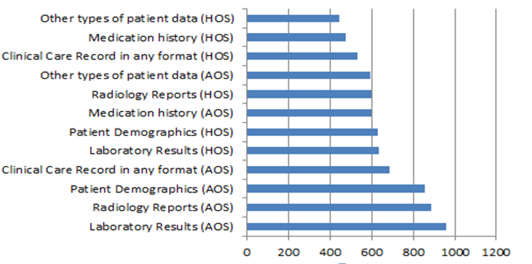 Other types of patient data (HOS)
Medication history (HOS)
Clinical Care Record in any format (HOS)
Other types of patient data (AOS)
Radiology Reports (HOS)
Medication history (AOS)
Patient Demographics (HOS)
Laboratory Results (HOS)
Clinical Care Record in any format (AOS)
Patient Demographics (AOS)
Radiology Reports (AOS)
Laboratory Results (AOS)
0 200 400 600 800 1000 1200